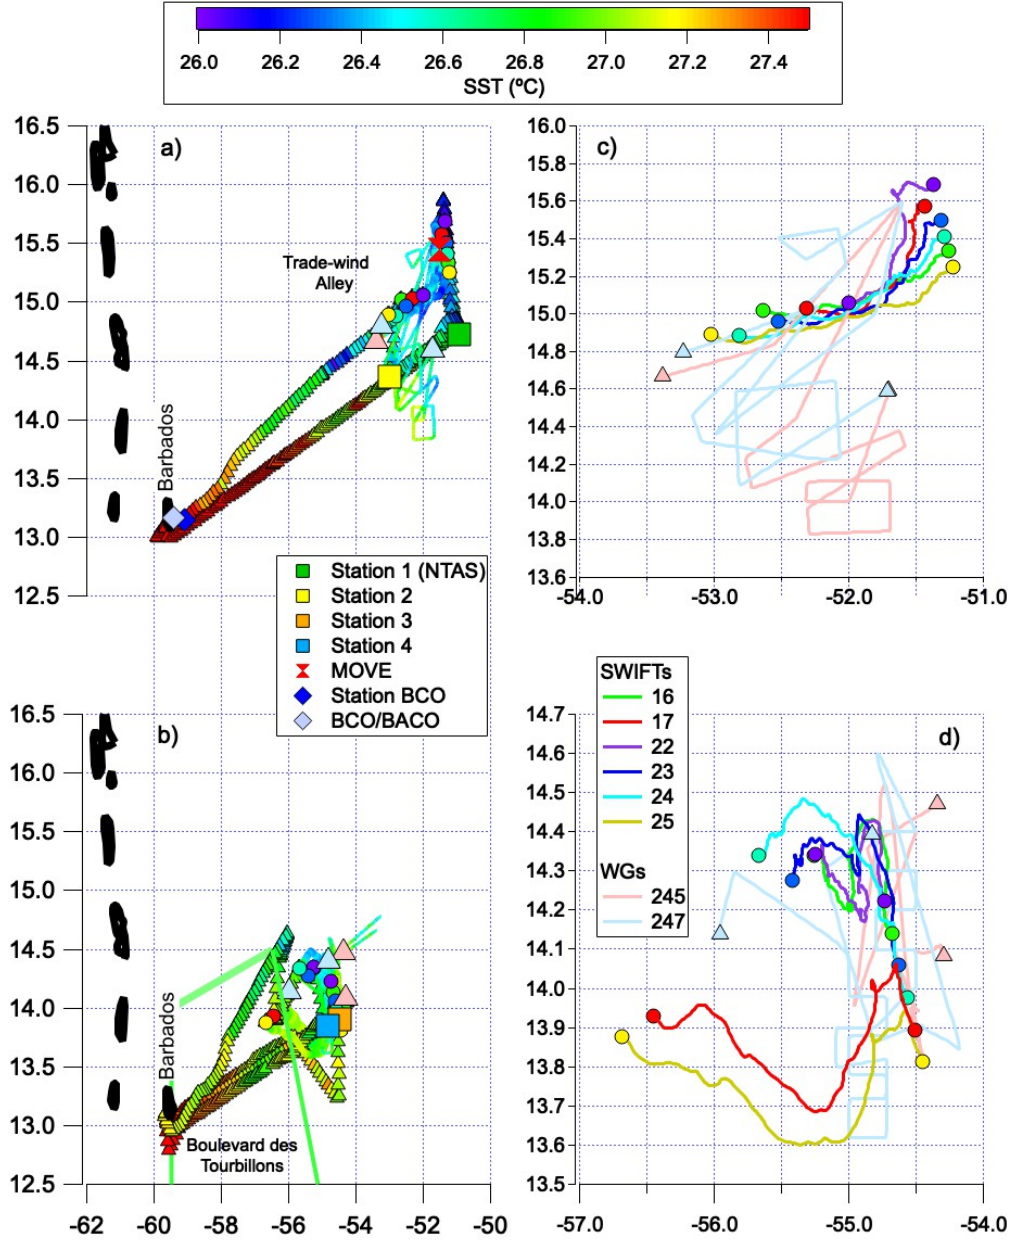 26.0 26.2 26.4 26.6 26.8 27.0 27.2 27.4
SST (ºC)
16.5
16.0
15.5
15.0
14.5
14.0
13.5
13.0
12.5
a)
Trade-wind
Alley
Barbados
16.0
15.8
15.6
15.4
15.2
15.0
14.8
14.6
14.4
14.2
14.0
13.8
13.6
c)
-54.0 -53.0 -52.0 -51.0
Station 1 (NTAS)
Station 2
Station 3
Station 4
MOVE
Station BCO
BCO/BACO
16.5
16.0
15.5
15.0
14.5
14.0
13.5
13.0
12.5
b)
Barbados
Boulevard des
Tourbillons
-62 -60 -58 -56 -54 -52 -50
SWIFTs
16
17
22
23
24
25
WGs
245
247
14.7
14.6
14.5
14.4
14.3
14.2
14.1
14.0
13.9
13.8
13.7
13.6
13.5
d)
-57.0 -56.0 -55.0 -54.0